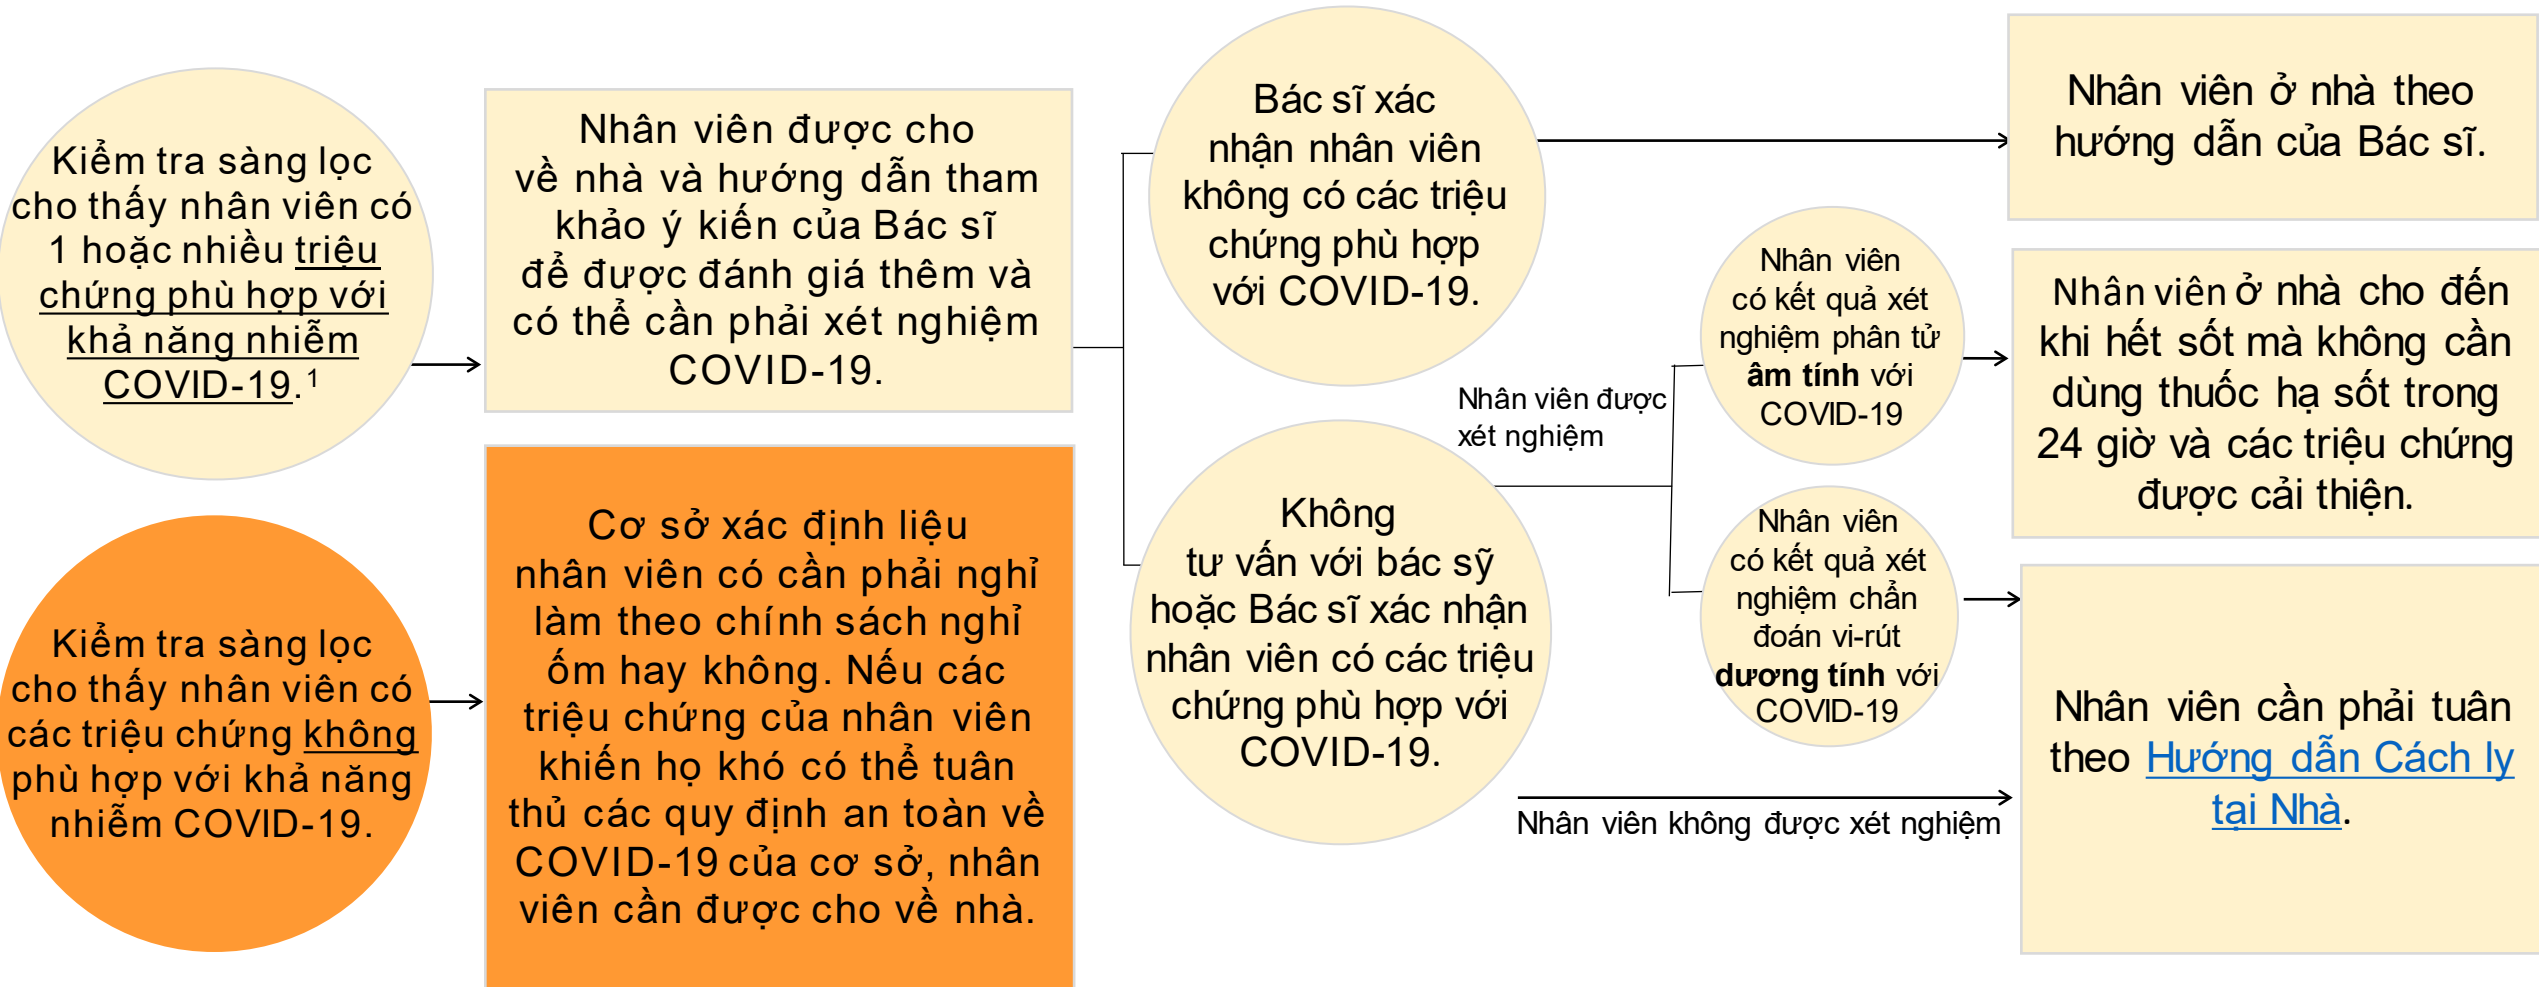 Kiểm tra sàng lọc
cho thấy nhân viên có
1 hoặc nhiều triệu
chứng phù hợp với
khả năng nhiễm
COVID-19.¹
Nhân viên được cho
về nhà và hướng dẫn tham
khảo ý kiến của Bác sĩ
để được đánh giá thêm và
có thể cần phải xét nghiệm
COVID-19.
Bác sĩ xác
nhận nhân viên
không có các triệu
chứng phù hợp
với COVID-19.
Nhân viên ở nhà theo
hướng dẫn của Bác sĩ.
Không
tư vấn với bác sỹ
hoặc Bác sĩ xác nhận
nhân viên có các triệu
chứng phù hợp với
COVID-19.
Nhân viên được
xét nghiệm
Nhân viên
có kết quả xét
nghiệm phân tử
âm tính với
COVID-19
Nhân viên ở nhà cho đến
khi hết sốt mà không cần
dùng thuốc hạ sốt trong
24 giờ và các triệu chứng
được cải thiện.
Nhân viên
có kết quả xét
nghiệm chẩn
đoán vi-rút
dương tính với
COVID-19
Nhân viên không được xét nghiệm
Nhân viên cần phải tuân
theo Hướng dẫn Cách ly
tại Nhà.
Kiểm tra sàng lọc
cho thấy nhân viên có
các triệu chứng không
phù hợp với khả năng
nhiễm COVID-19.
Cơ sở xác định liệu
nhân viên có cần phải nghỉ
làm theo chính sách nghỉ
ốm hay không. Nếu các
triệu chứng của nhân viên
khiến họ khó có thể tuân
thủ các quy định an toàn về
COVID-19 của cơ sở, nhân
viên cần được cho về nhà.